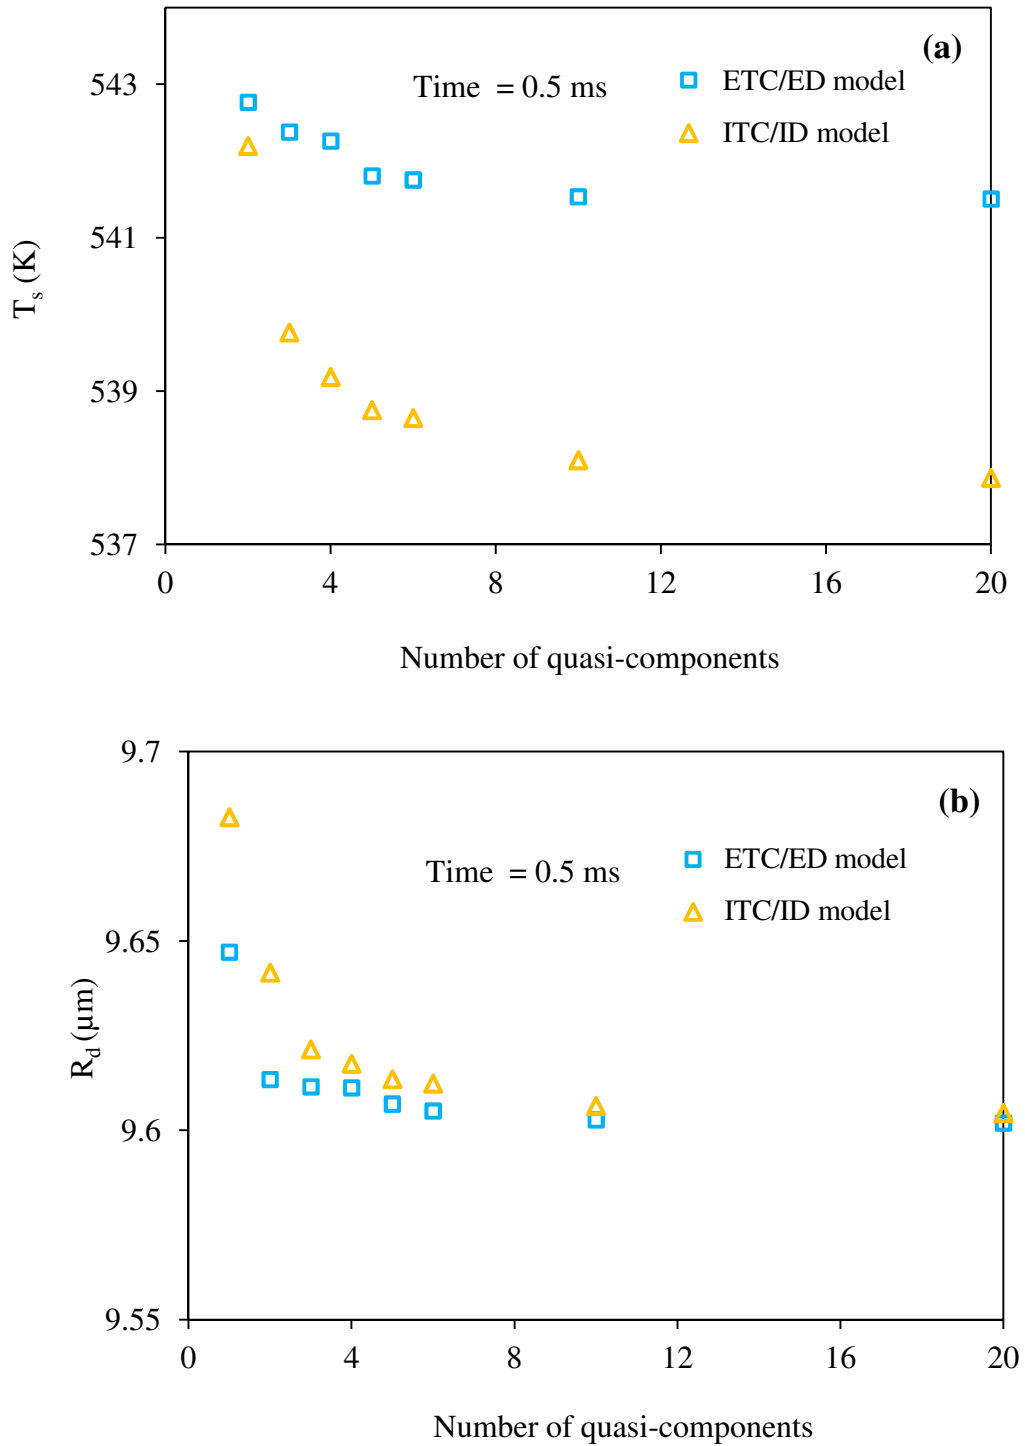 (a)
543
Time = 0.5 ms
ETC/ED model
ITC/ID model
541
T_s (K)
539
537
0 4 8 12 16 20
Number of quasi-components
9.7
(b)
Time = 0.5 ms
ETC/ED model
ITC/ID model
9.65
R_d (μm)
9.6
9.55
0 4 8 12 16 20
Number of quasi-components